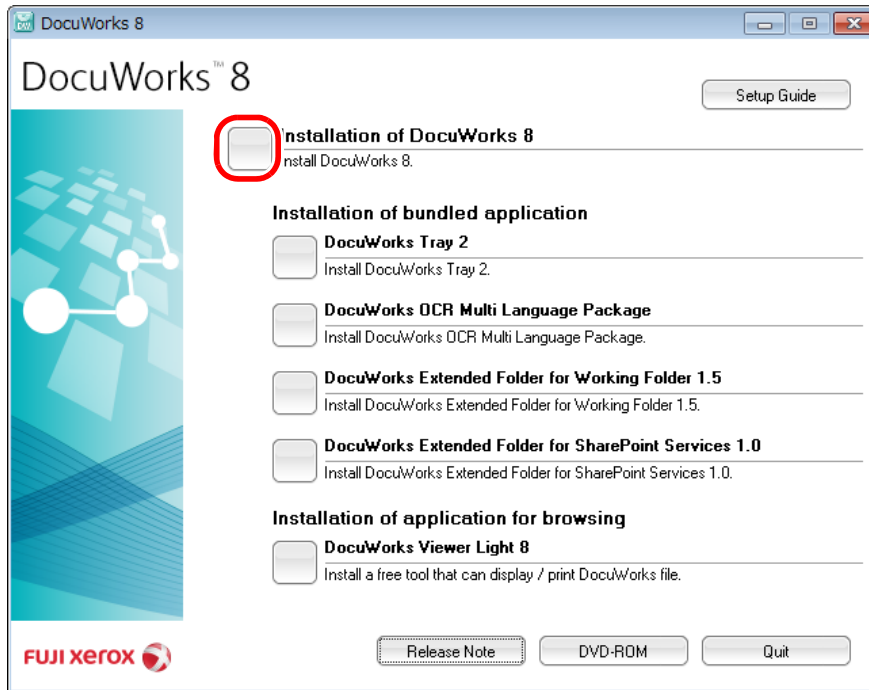 DocuWorks 8
DocuWorks™ 8
Setup Guide
Installation of DocuWorks 8
Install DocuWorks 8.
Installation of bundled application
DocuWorks Tray 2
Install DocuWorks Tray 2.
DocuWorks OCR Multi Language Package
Install DocuWorks OCR Multi Language Package.
DocuWorks Extended Folder for Working Folder 1.5
Install DocuWorks Extended Folder for Working Folder 1.5.
DocuWorks Extended Folder for SharePoint Services 1.0
Install DocuWorks Extended Folder for SharePoint Services 1.0.
Installation of application for browsing
DocuWorks Viewer Light 8
Install a free tool that can display / print DocuWorks file.
FUJI xerox
Release Note
DVD-ROM
Quit